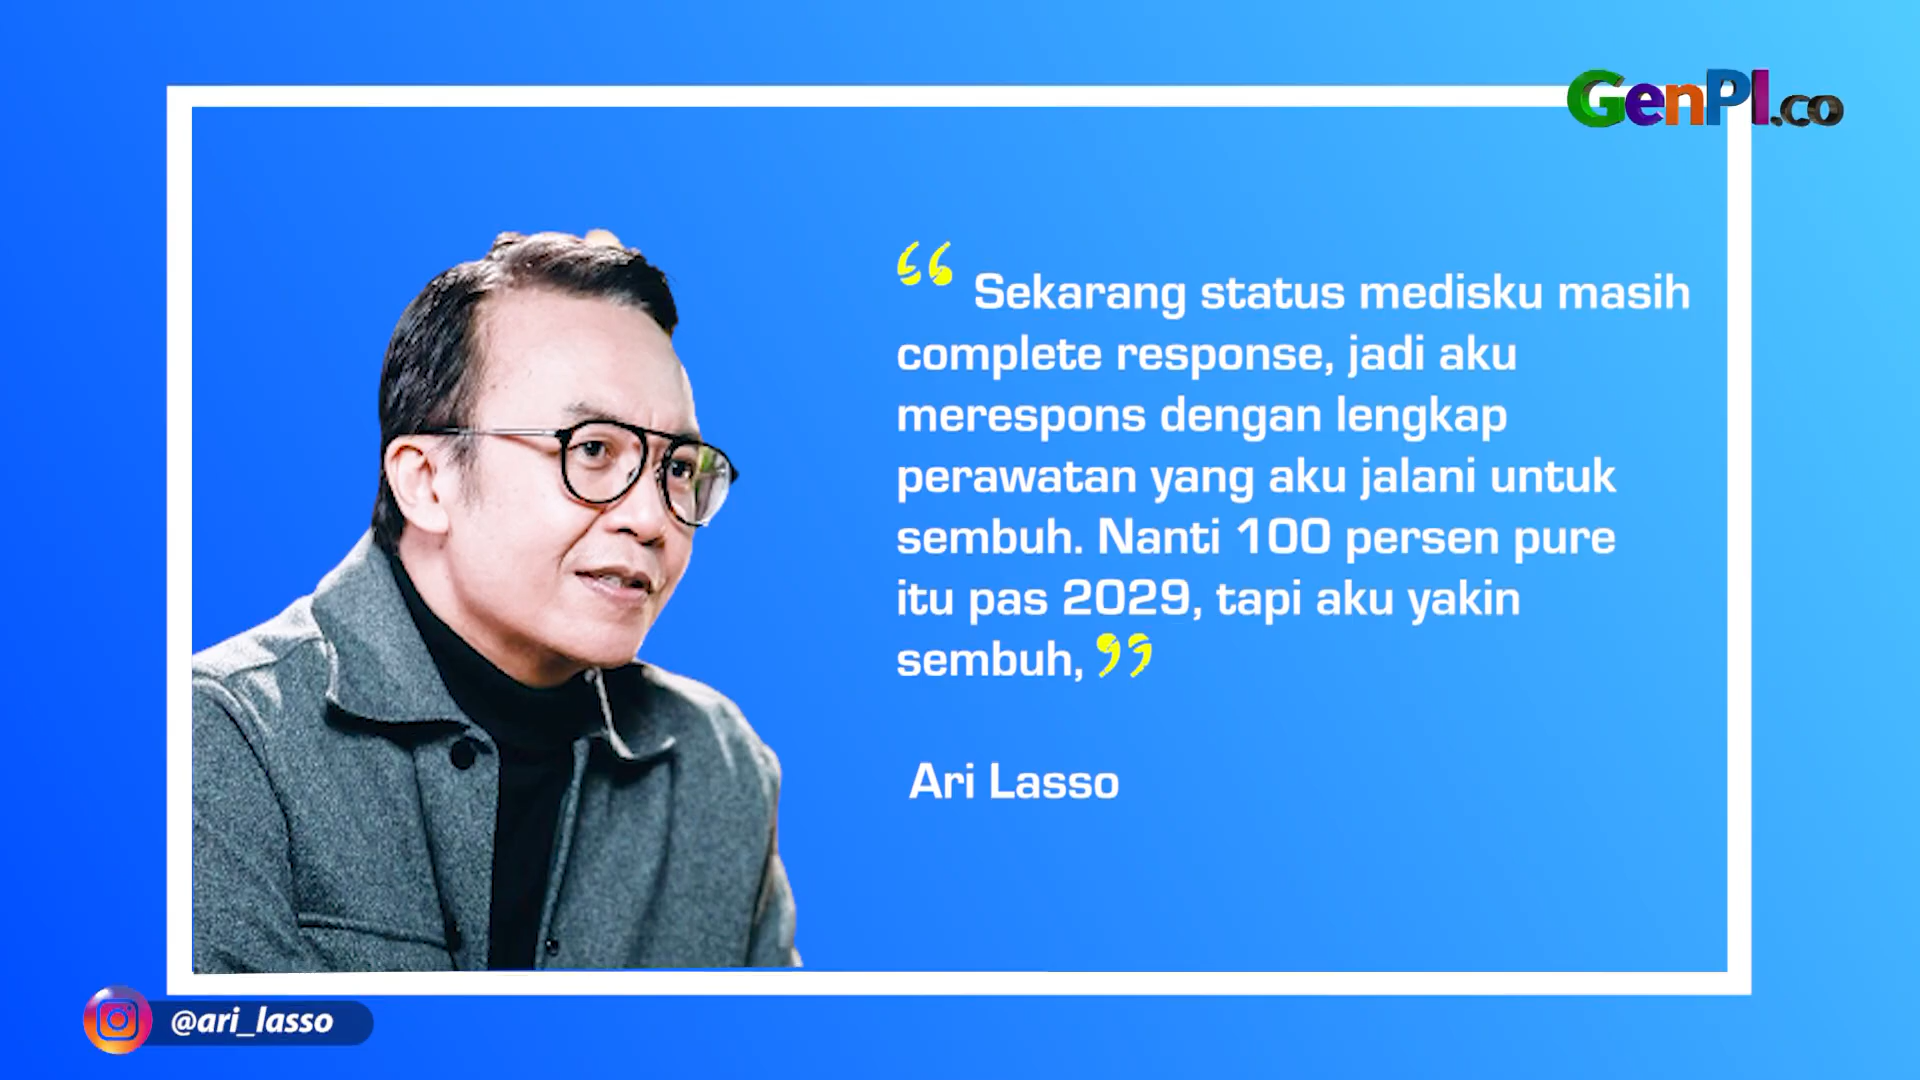 GenPI.co
“ Sekarang status medisku masih
complete response, jadi aku
merespons dengan lengkap
perawatan yang aku jalani untuk
sembuh. Nanti 100 persen pure
itu pas 2029, tapi aku yakin
sembuh, ”
Ari Lasso
@ari_lasso